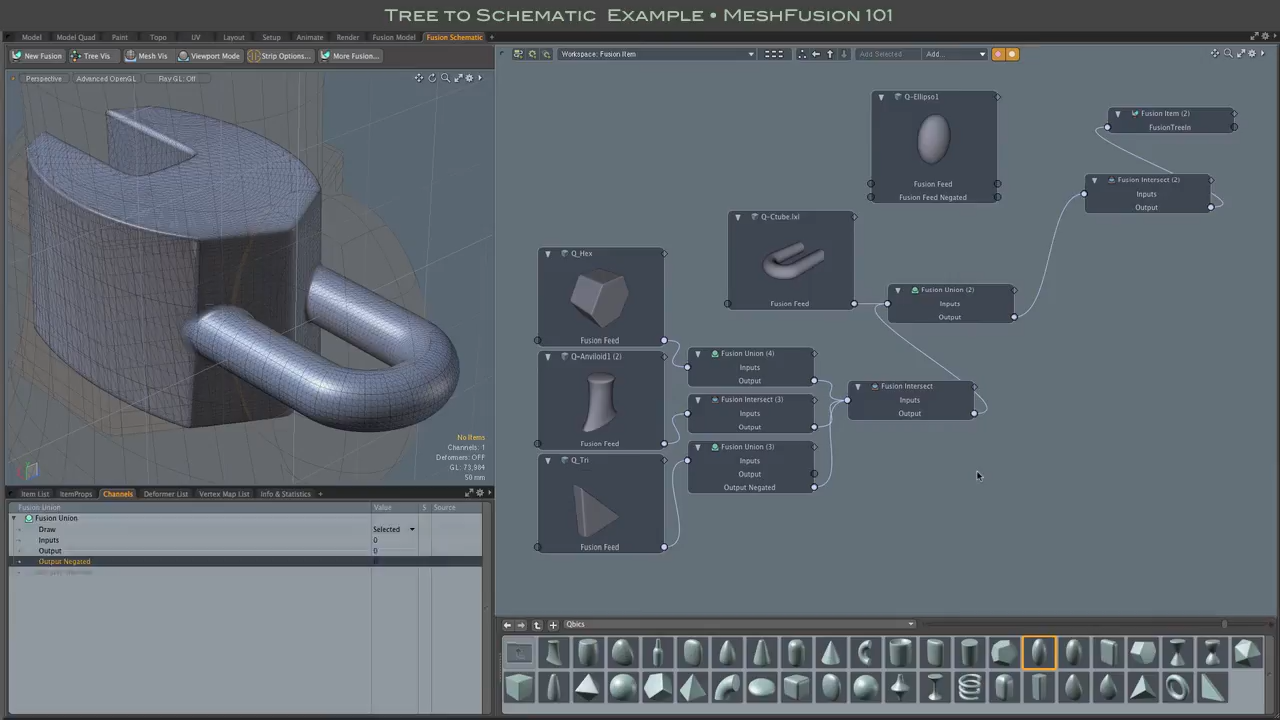 Tree to Schematic Example • MeshFusion 101
Model Model Quad Paint Topo UV Layout Setup Animate Render Fusion Model Fusion Schematic +
New Fusion Tree Vis Mesh Vis Viewport Mode Strip Options... More Fusion...
Workspace: Fusion Item Add Selected Add...
Perspective Advanced OpenGL Ray GL: Off
Q-Ellipso1
Fusion Feed
Fusion Feed Negated
Fusion Item (2)
FusionTreeIn
Fusion Intersect (2)
Inputs
Output
Q-Ctube.lxl
Fusion Feed
Q_Hex
Fusion Feed
Fusion Union (2)
Inputs
Output
Q-Anviloid1 (2)
Fusion Feed
Fusion Union (4)
Inputs
Output
Fusion Intersect
Inputs
Output
Fusion Intersect (3)
Inputs
Output
Q_Tri
Fusion Feed
Fusion Union (3)
Inputs
Output
Output Negated
No Items
Channels: 1
Deformers: OFF
GL: 73,984
50 mm
Item List ItemProps Channels Deformer List Vertex Map List Info & Statistics +
Fusion Union Value S Source
Fusion Union
Draw Selected
Inputs 0
Output 0
Output Negated
Qbics